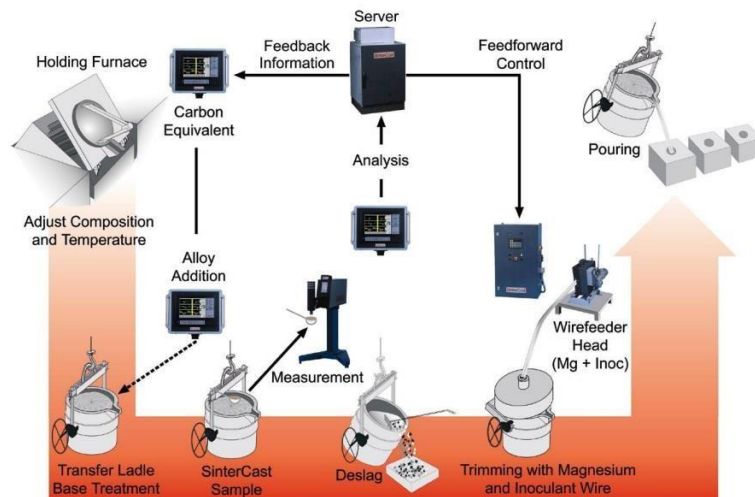 Server
Holding Furnace
Feedback
Information
Feedforward
Control
Carbon
Equivalent
Pouring
Analysis
Adjust Composition
and Temperature
Alloy
Addition
Wirefeeder
Head
(Mg + Inoc)
Measurement
Transfer Ladle
Base Treatment
SinterCast
Sample
Deslag
Trimming with Magnesium
and Inoculant Wire